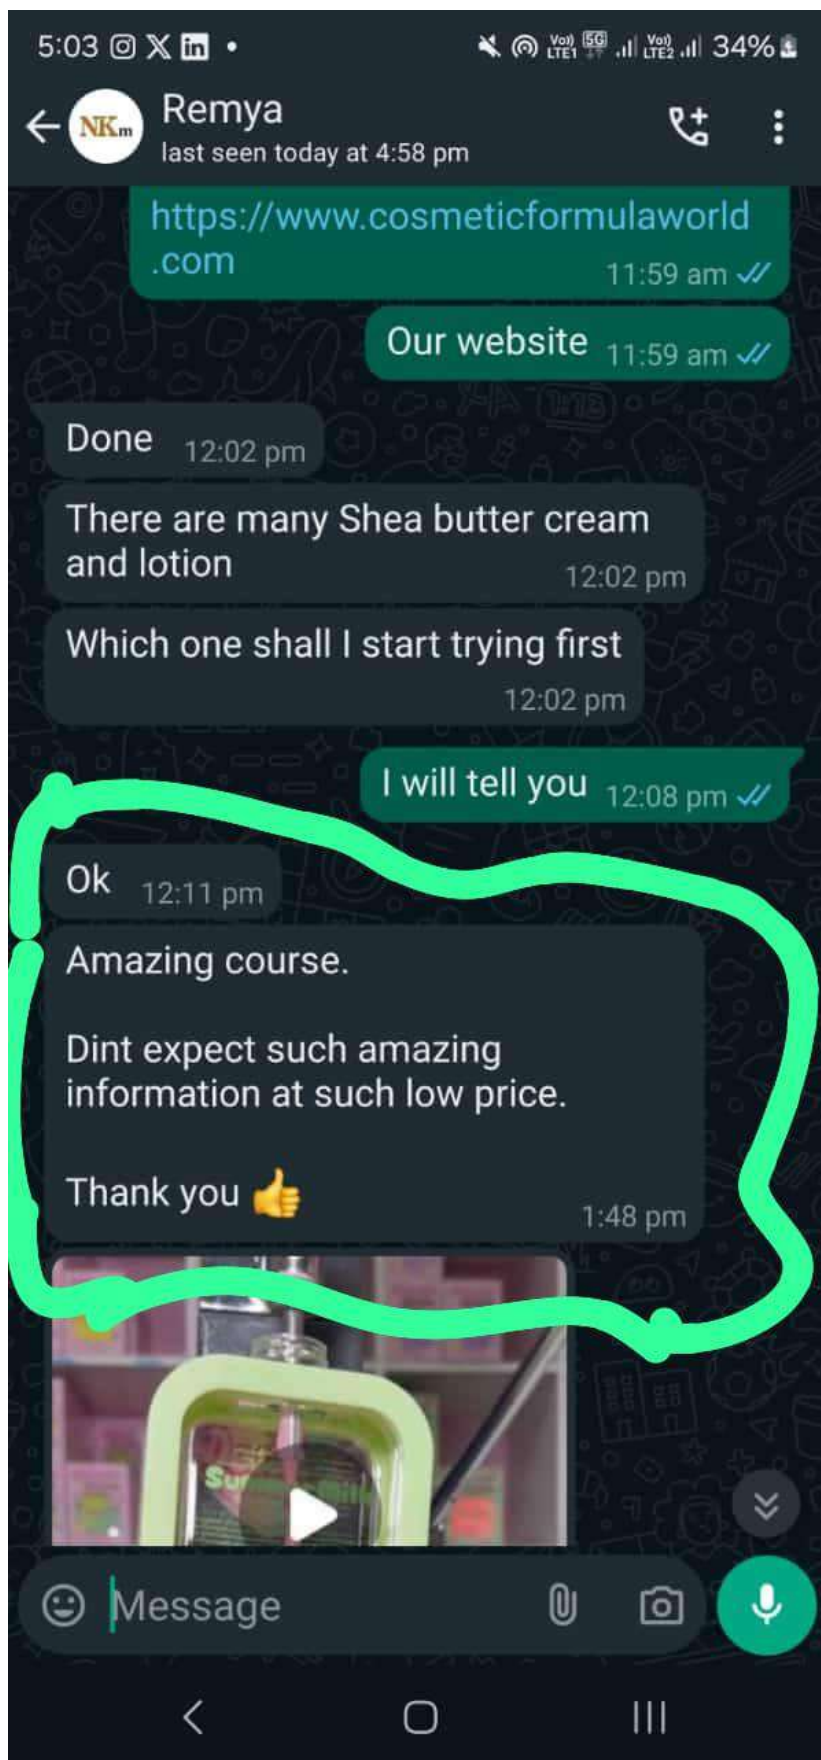 5:03
34%
NKm
Remya
last seen today at 4:58 pm
https://www.cosmeticformulaworld
.com
11:59 am
Our website 11:59 am
Done 12:02 pm
There are many Shea butter cream
and lotion
12:02 pm
Which one shall I start trying first
12:02 pm
I will tell you 12:08 pm
Ok 12:11 pm
Amazing course.
Dint expect such amazing
information at such low price.
Thank you 👍
1:48 pm
Message